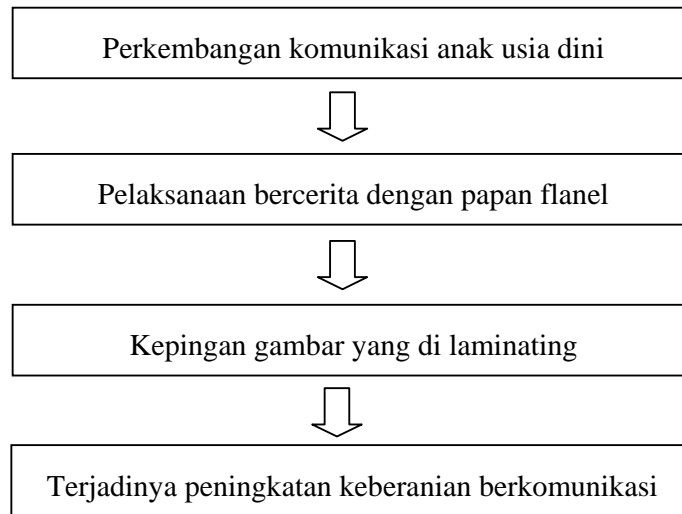 Perkembangan komunikasi anak usia dini
Pelaksanaan bercerita dengan papan flanel
Kepingan gambar yang di laminating
Terjadinya peningkatan keberanian berkomunikasi